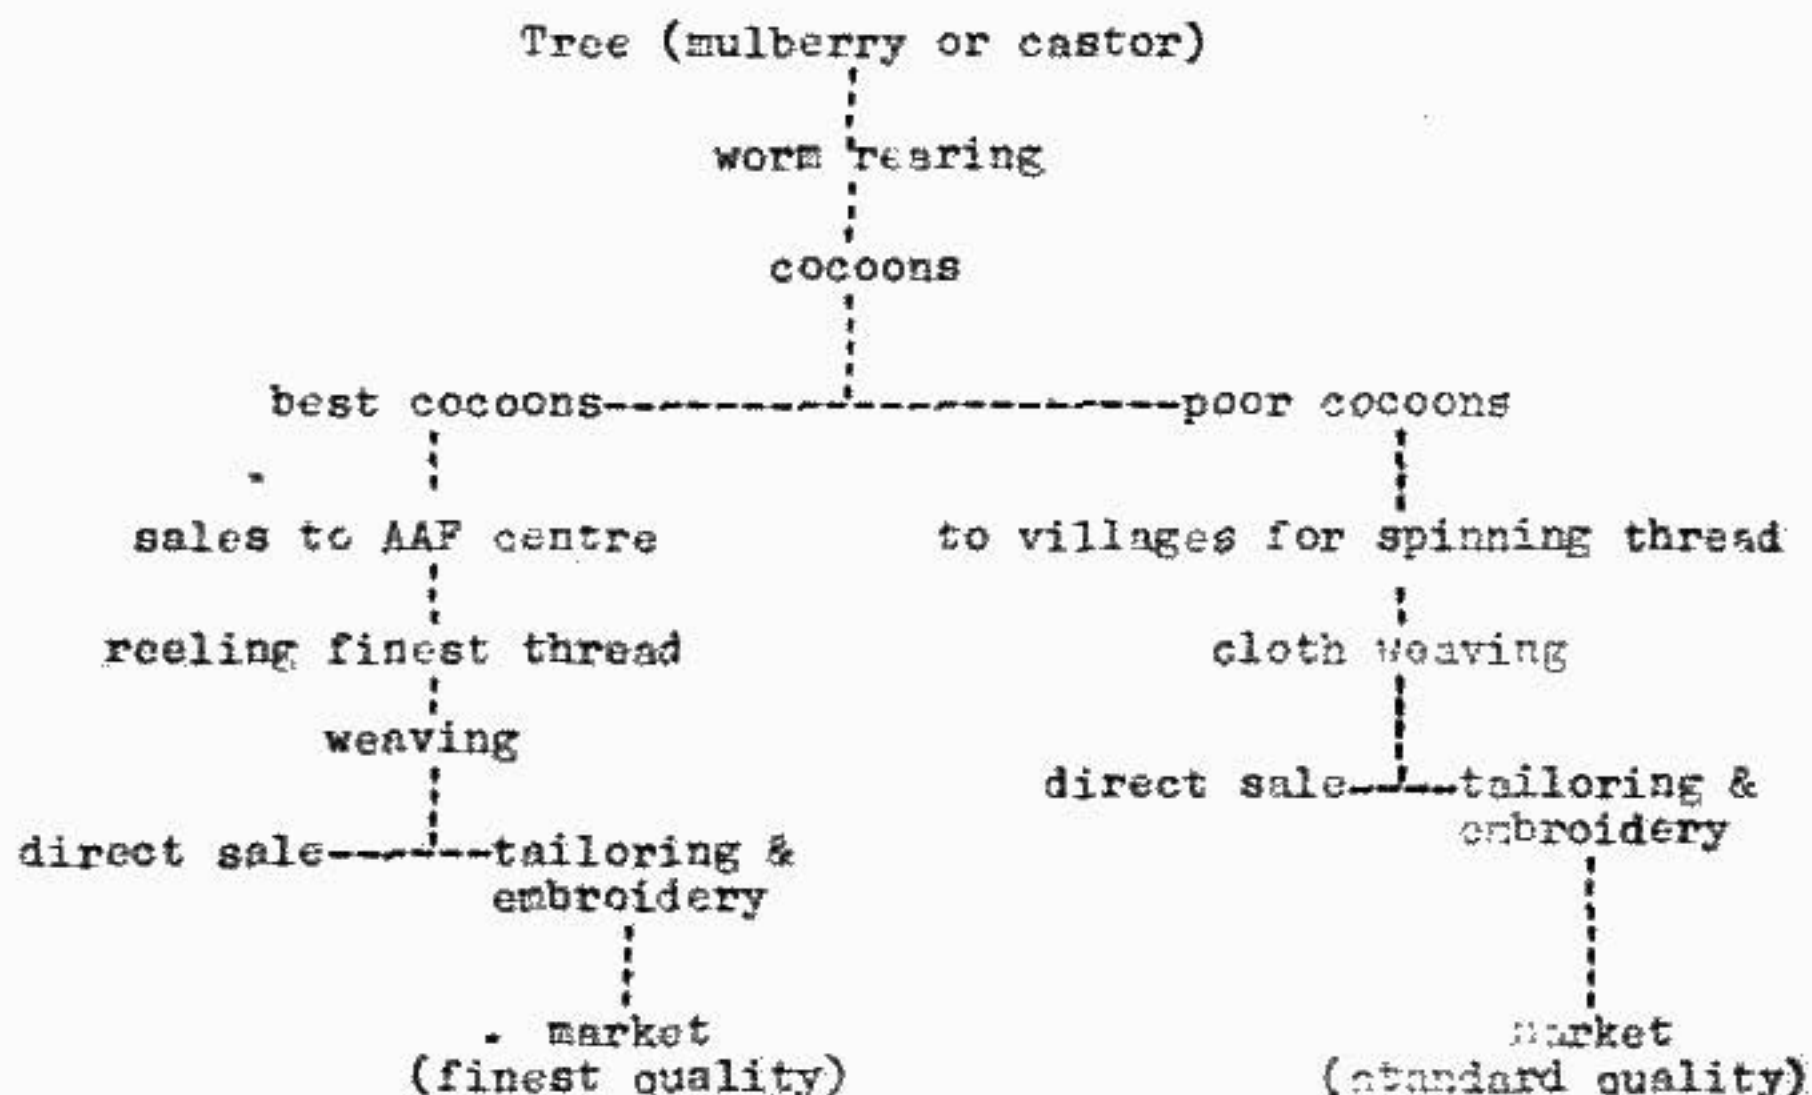 Tree (mulberry or castor)
worm rearing
cocoons
best cocoons poor cocoons
sales to AAF centre to villages for spinning thread
reeling finest thread cloth weaving
weaving
direct sale tailoring &
embroidery
direct sale tailoring &
embroidery
market market
(finest quality) (standard quality)